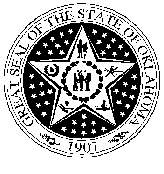 GREAT SEAL OF THE STATE OF OKLAHOMA
1907